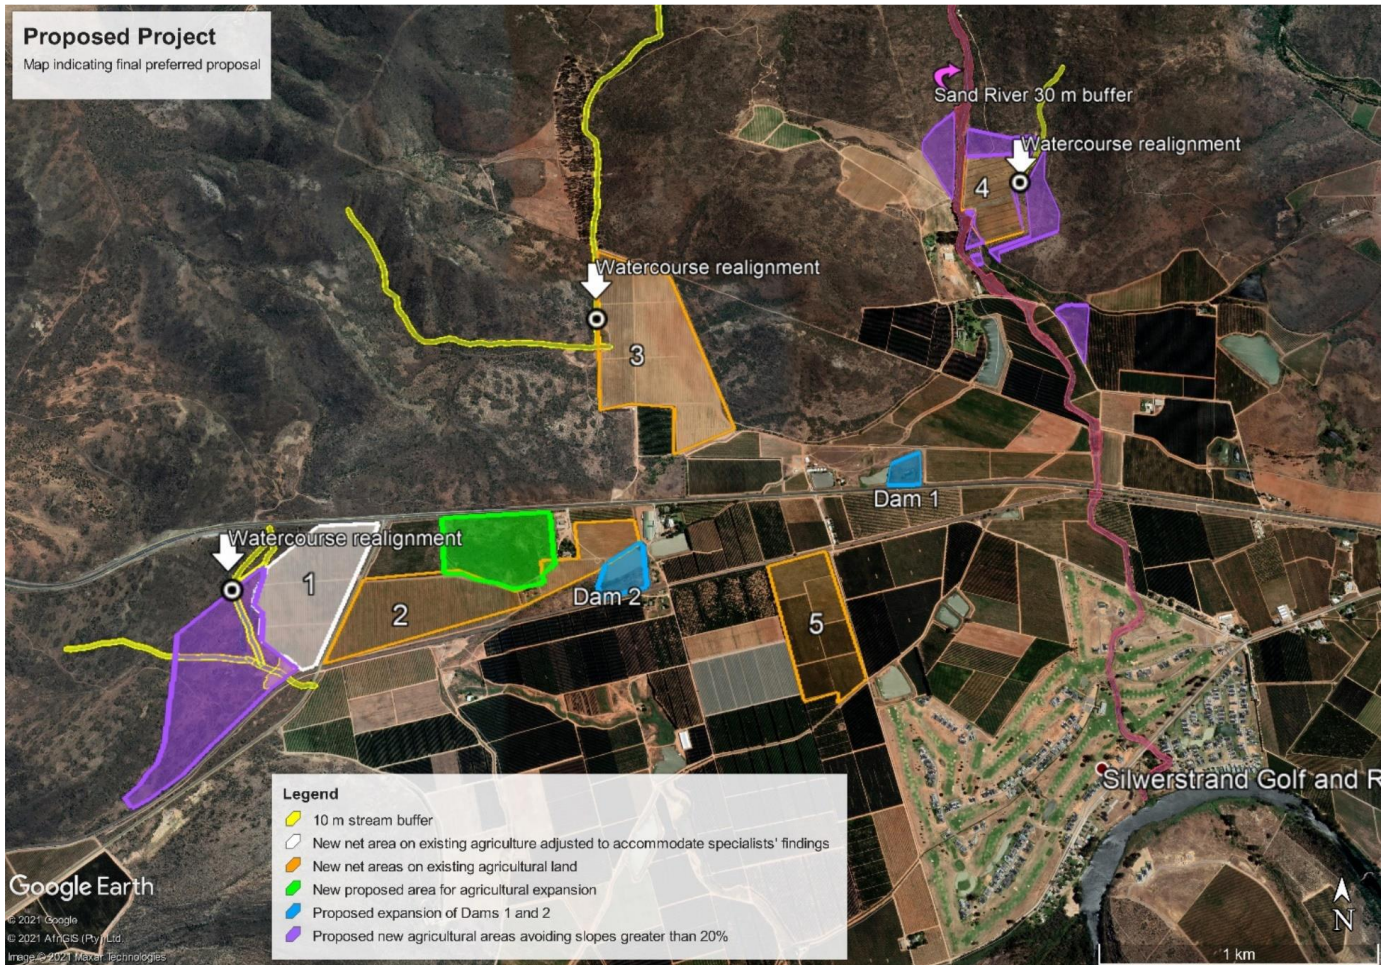 Proposed Project
Map indicating final preferred proposal
Sand River 30 m buffer
Watercourse realignment
4
Watercourse realignment
3
Dam 1
Watercourse realignment
1
2
Dam 2
5
Silwerstrand Golf and R
Legend
10 m stream buffer
New net area on existing agriculture adjusted to accommodate specialists' findings
New net areas on existing agricultural land
New proposed area for agricultural expansion
Proposed expansion of Dams 1 and 2
Proposed new agricultural areas avoiding slopes greater than 20%
Google Earth
© 2021 Google
© 2021 AfriGIS (Pty) Ltd.
Image © 2021 Maxar Technologies
N
1 km